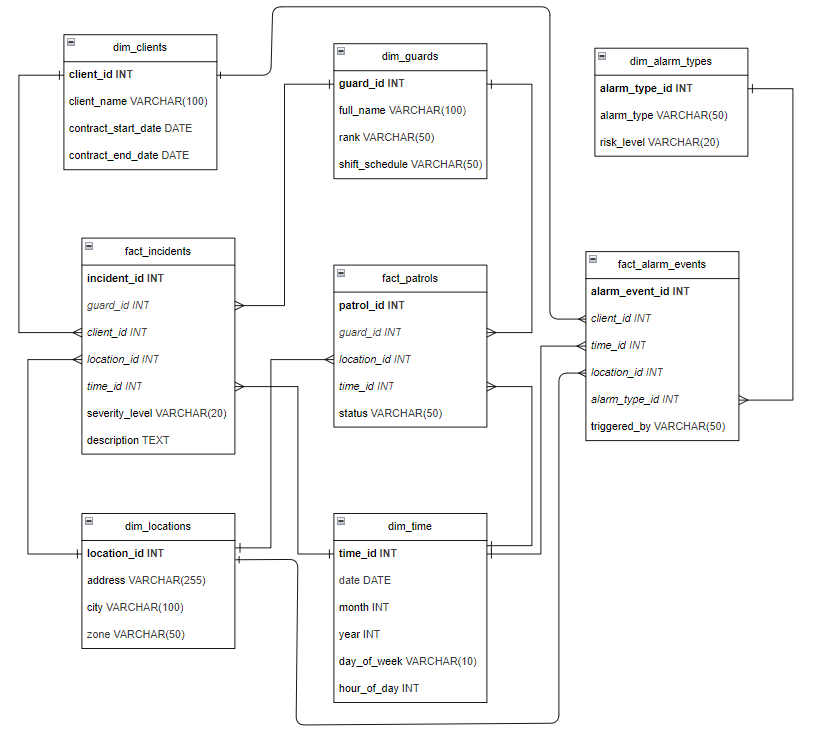 dim_clients
client_id INT
client_name VARCHAR(100)
contract_start_date DATE
contract_end_date DATE
dim_guards
guard_id INT
full_name VARCHAR(100)
rank VARCHAR(50)
shift_schedule VARCHAR(50)
dim_alarm_types
alarm_type_id INT
alarm_type VARCHAR(50)
risk_level VARCHAR(20)
fact_incidents
incident_id INT
guard_id INT
client_id INT
location_id INT
time_id INT
severity_level VARCHAR(20)
description TEXT
fact_patrols
patrol_id INT
guard_id INT
location_id INT
time_id INT
status VARCHAR(50)
fact_alarm_events
alarm_event_id INT
client_id INT
time_id INT
location_id INT
alarm_type_id INT
triggered_by VARCHAR(50)
dim_locations
location_id INT
address VARCHAR(255)
city VARCHAR(100)
zone VARCHAR(50)
dim_time
time_id INT
date DATE
month INT
year INT
day_of_week VARCHAR(10)
hour_of_day INT